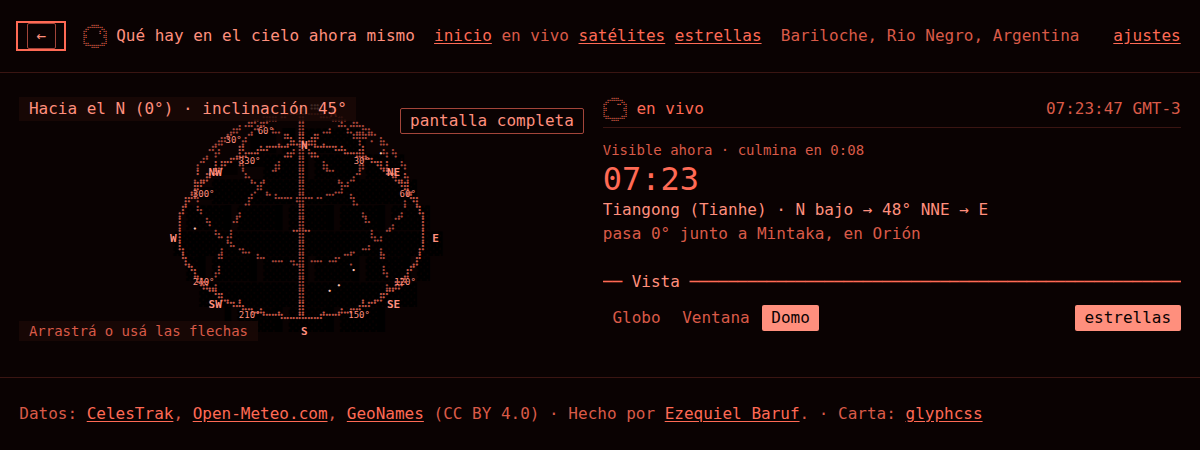 ← Qué hay en el cielo ahora mismo inicio en vivo satélites estrellas Bariloche, Rio Negro, Argentina ajustes
Hacia el N (0°) · inclinación 45°
pantalla completa
60°
30°
N
330°
30°
NW
NE
300°
60°
W
E
240°
120°
SW
SE
210°
150°
S
Arrastrá o usá las flechas
en vivo 07:23:47 GMT-3
Visible ahora · culmina en 0:08
07:23
Tiangong (Tianhe) · N bajo → 48° NNE → E
pasa 0° junto a Mintaka, en Orión
Vista
Globo Ventana Domo estrellas
Datos: CelesTrak, Open-Meteo.com, GeoNames (CC BY 4.0) · Hecho por Ezequiel Baruf. · Carta: glyphcss